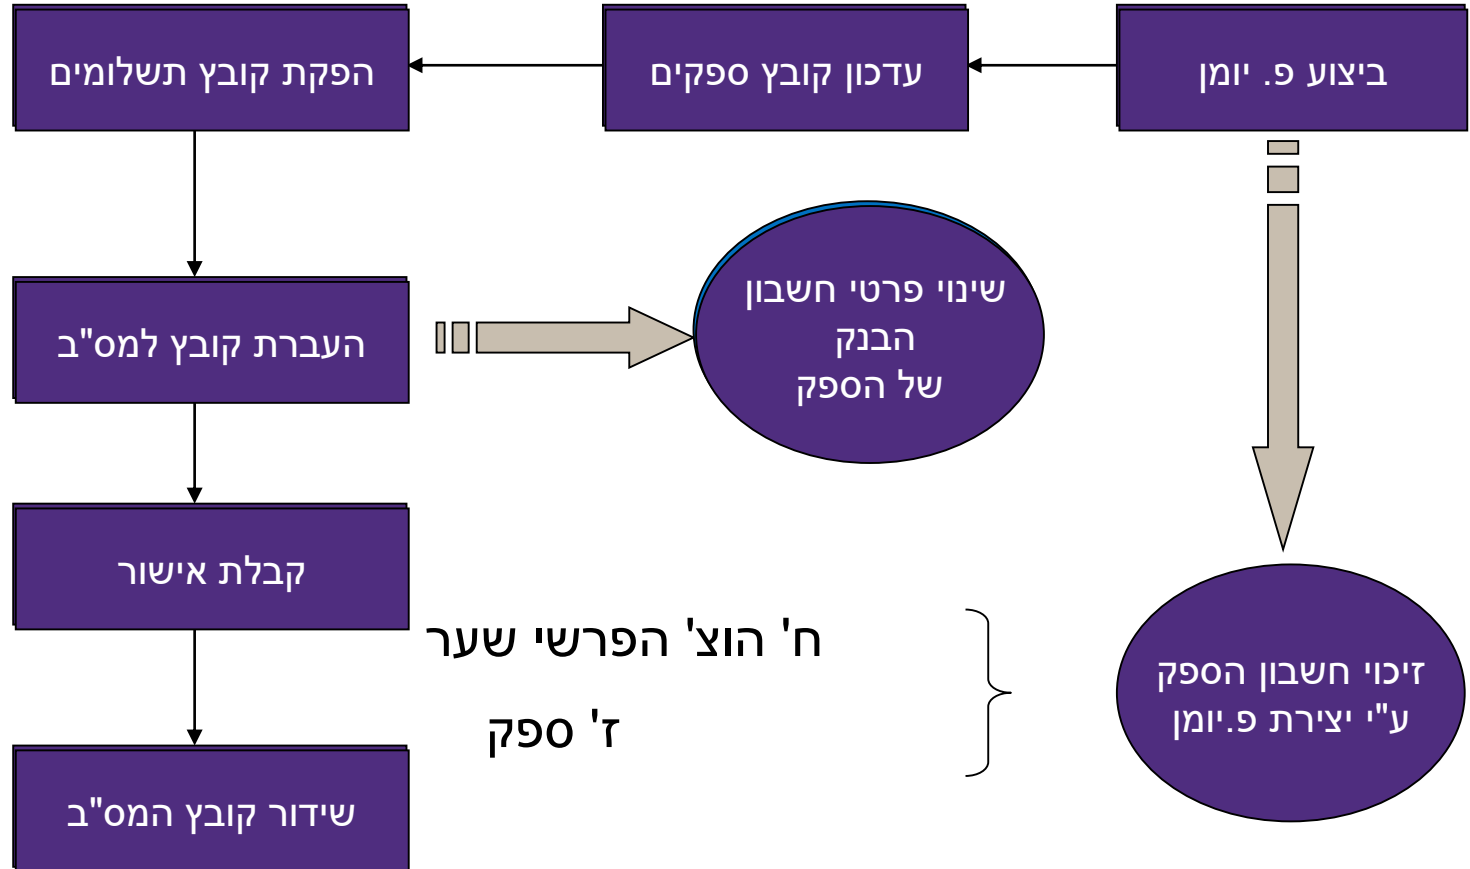 ביצוע פ. יומן
עדכון קובץ ספקים
הפקת קובץ תשלומים
העברת קובץ למס"ב
שינוי פרטי חשבון
הבנק
של הספק
קבלת אישור
שידור קובץ המס"ב
זיכוי חשבון הספק
ע"י יצירת פ.יומן
ח' הוצ' הפרשי שער
ז' ספק